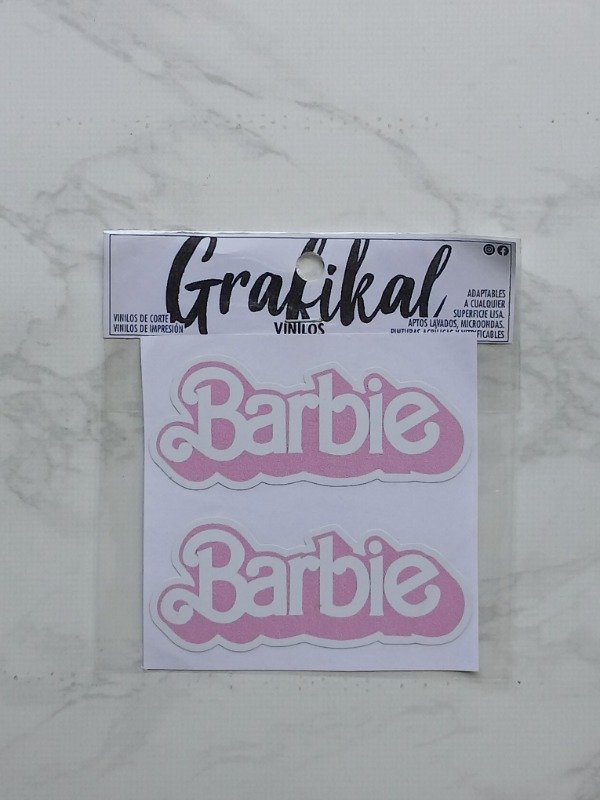 Grafikal
VINILOS
VINILOS DE CORTE
VINILOS DE IMPRESIÓN
ADAPTABLES
A CUALQUIER
SUPERFICIE LISA.
APTOS LAVADOS, MICROONDAS.
Barbie
Barbie